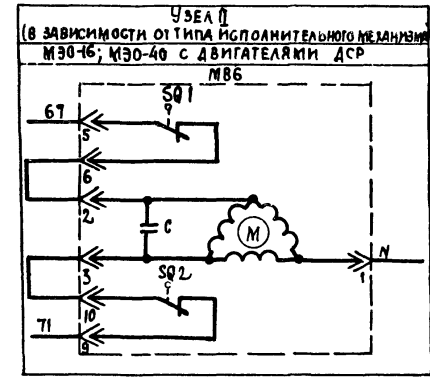 УЗЕЛ II
(В ЗАВИСИМОСТИ ОТ ТИПА ИСПОЛНИТЕЛЬНОГО МЕХАНИЗМА
МЭО-16; МЭО-40 С ДВИГАТЕЛЯМИ ДСР
М86
SQ1
67
5
6
2
C
M
N
3
1
SQ2
10
71
9